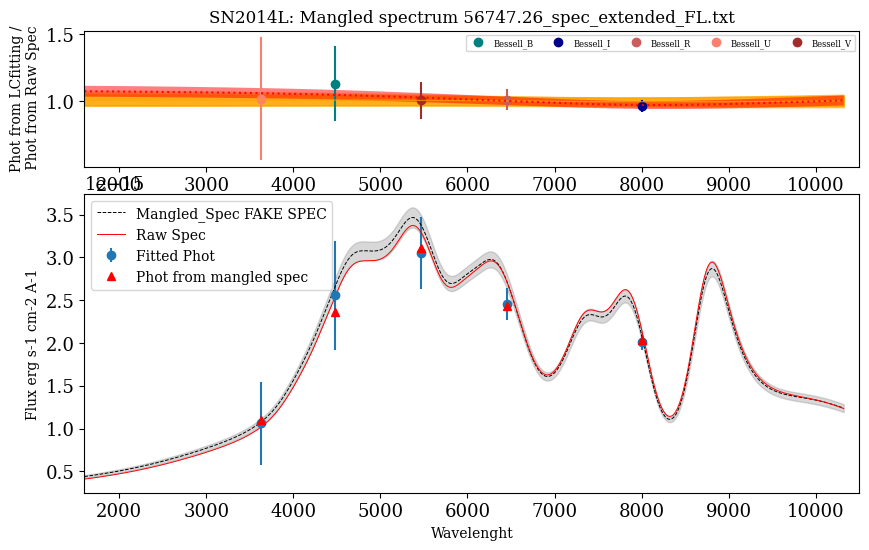 SN2014L: Mangled spectrum 56747.26_spec_extended_FL.txt
Phot from LCfitting /
Phot from Raw Spec
1.5
1.0
Bessell_B
Bessell_I
Bessell_R
Bessell_U
Bessell_V
2000 3000 4000 5000 6000 7000 8000 9000 10000
1e−15
Flux erg s-1 cm-2 A-1
3.5
3.0
2.5
2.0
1.5
1.0
0.5
Mangled_Spec FAKE SPEC
Raw Spec
Fitted Phot
Phot from mangled spec
2000 3000 4000 5000 6000 7000 8000 9000 10000
Wavelenght